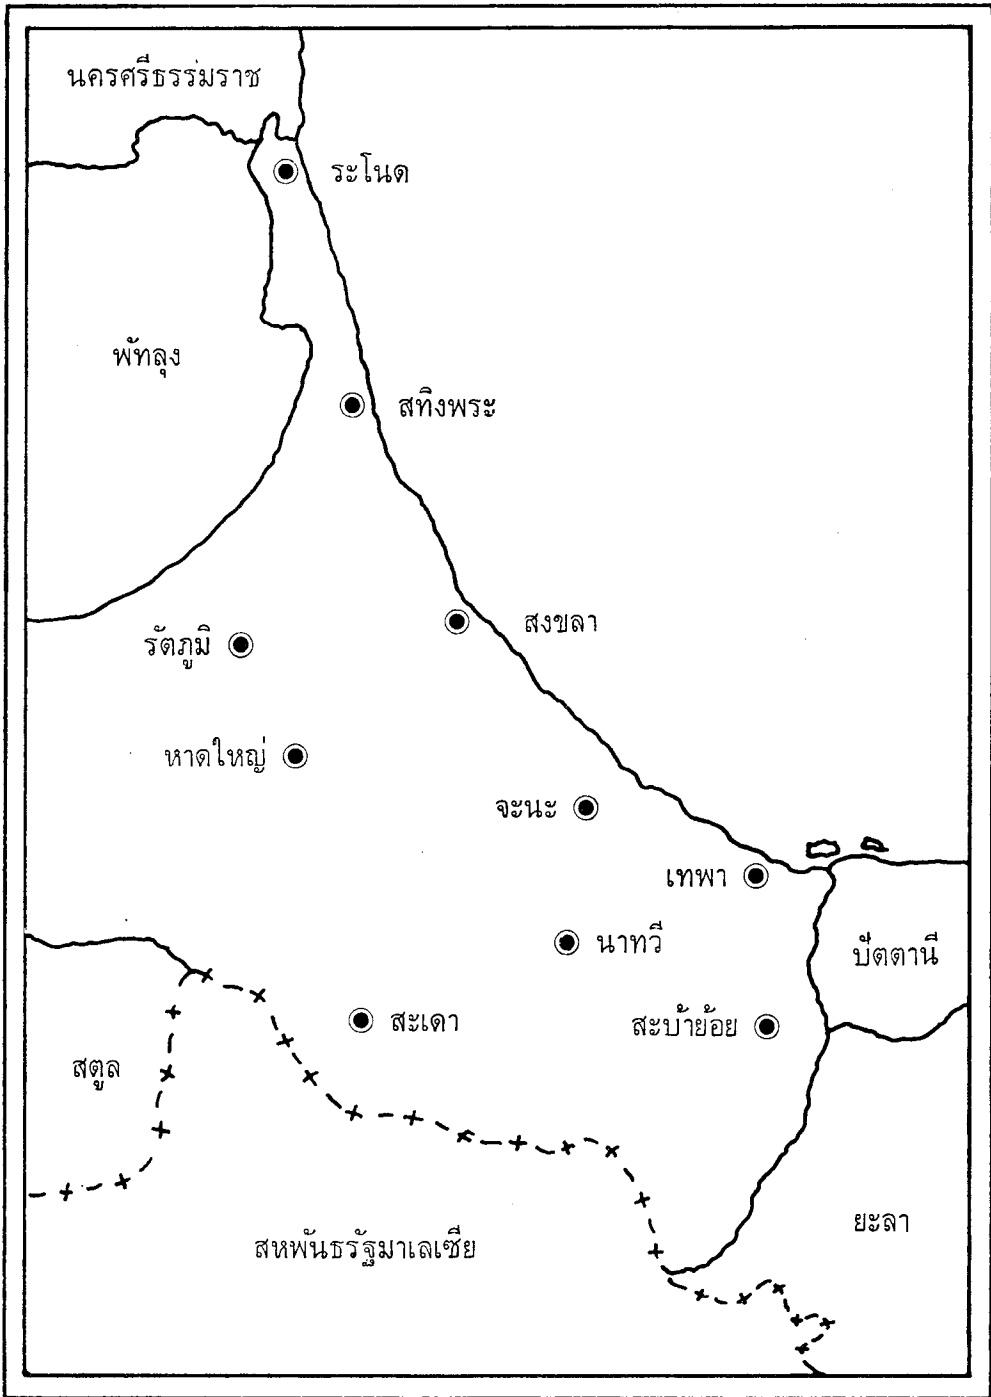 นครศรีธรรมราช
ระโนด
พัทลุง
สทิงพระ
สงขลา
รัตภูมิ
หาดใหญ่
จะนะ
เทพา
นาทวี
ปัตตานี
สะเดา
สะบ้าย้อย
สตูล
ยะลา
สหพันธรัฐมาเลเซีย